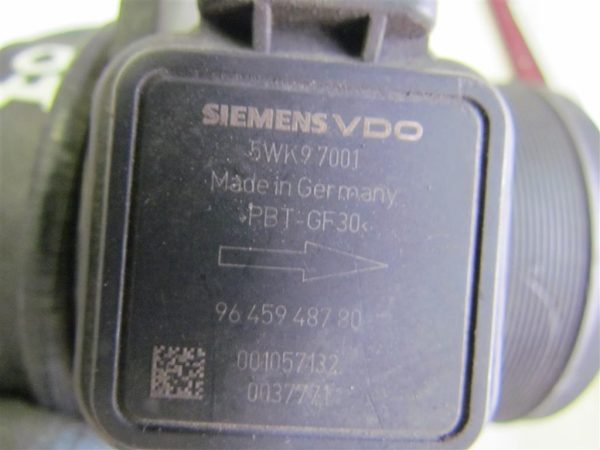 SIEMENS VDO
5WK9 7001
Made in Germany
>PBT-GF30<
96 459 487 80
001057132
0037771